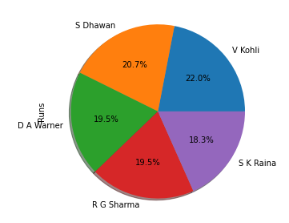 S Dhawan
V Kohli
20.7%
22.0%
Runs
D A Warner
19.5%
19.5%
18.3%
S K Raina
R G Sharma